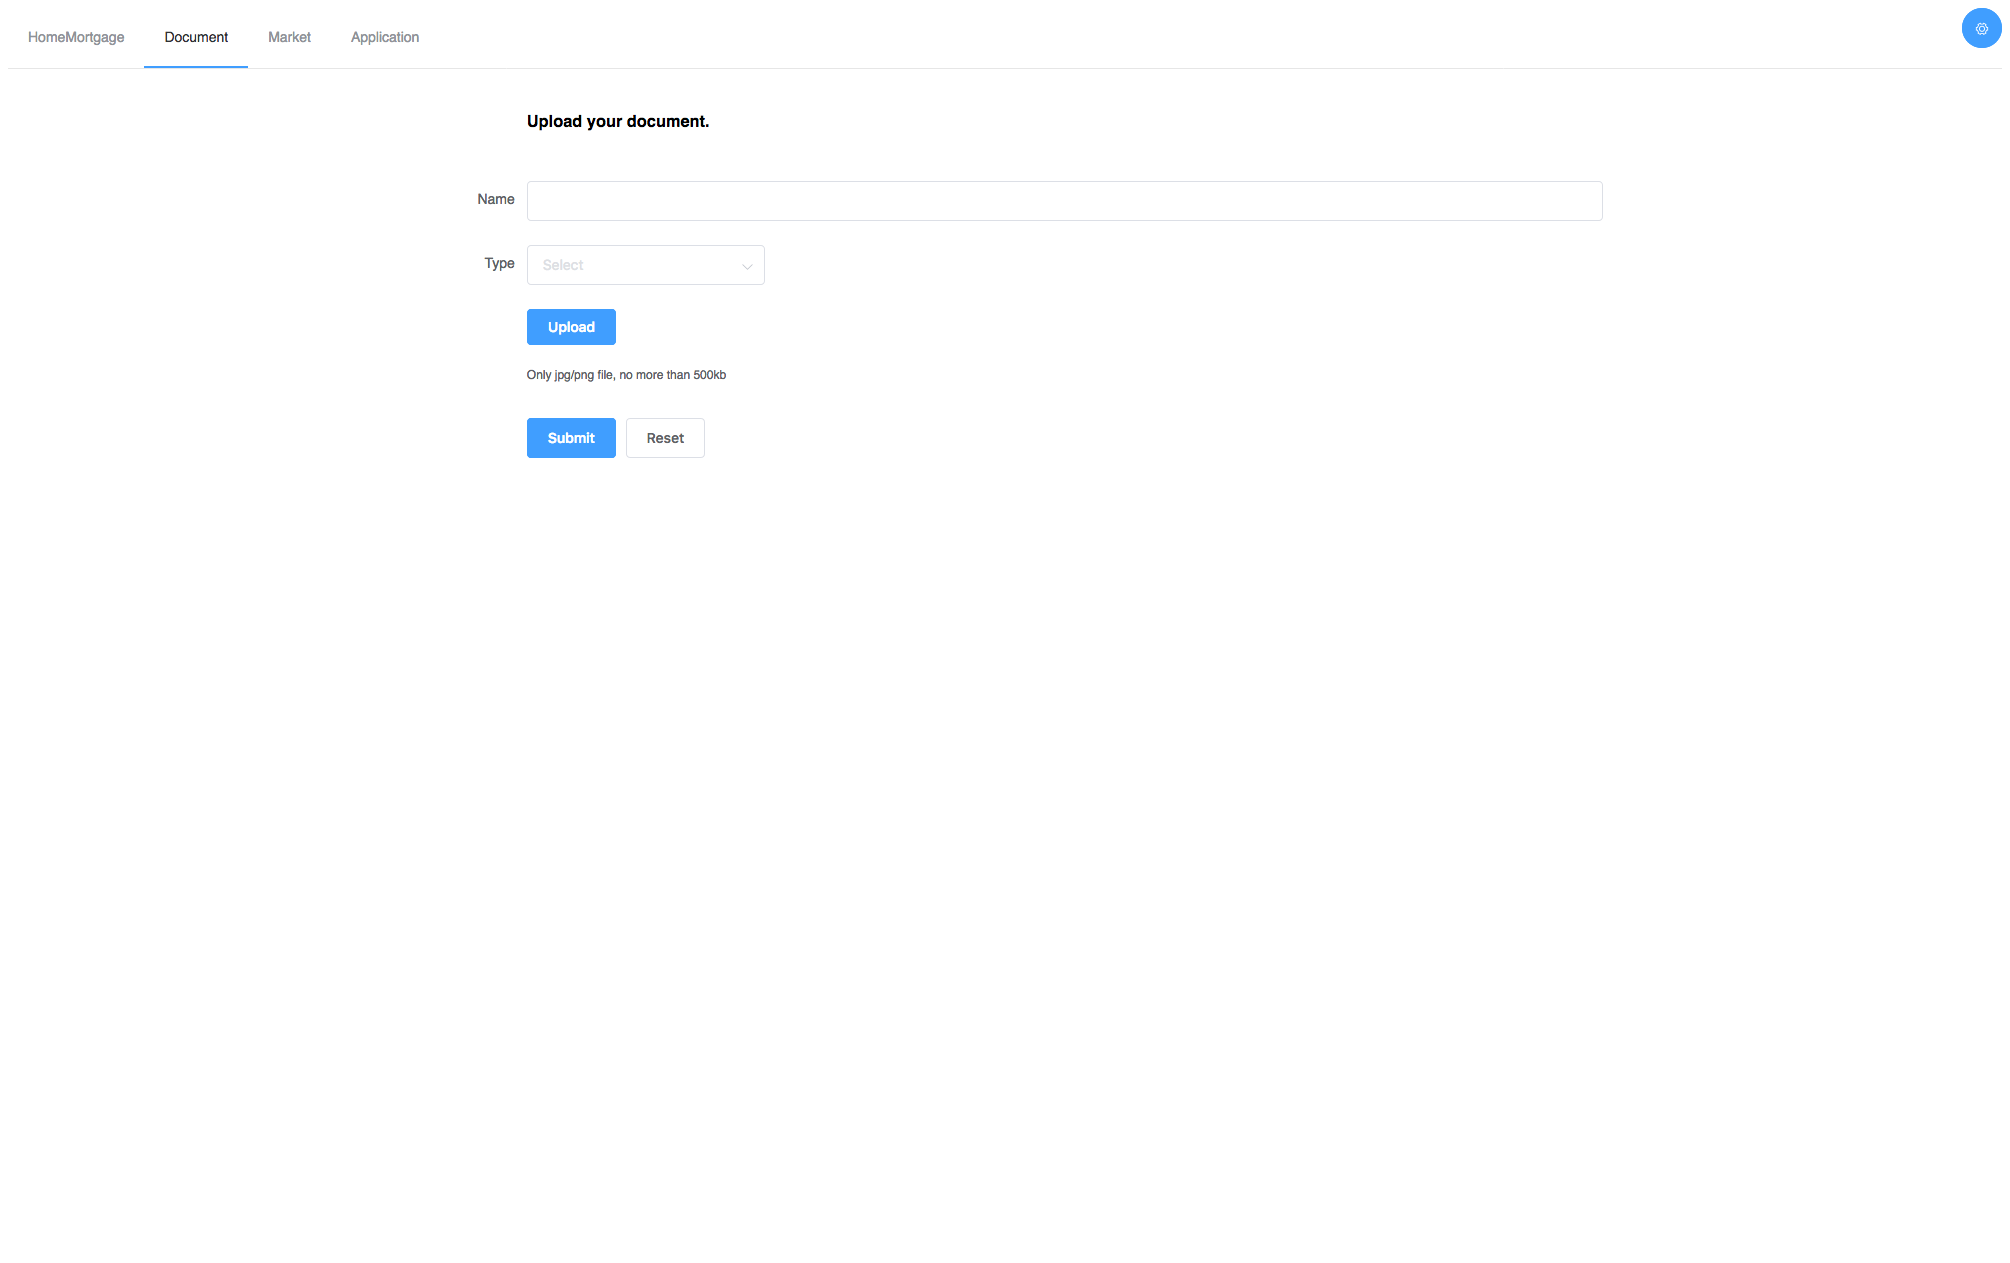 HomeMortgage Document Market Application
Upload your document.
Name
Type Select
Upload
Only jpg/png file, no more than 500kb
Submit Reset